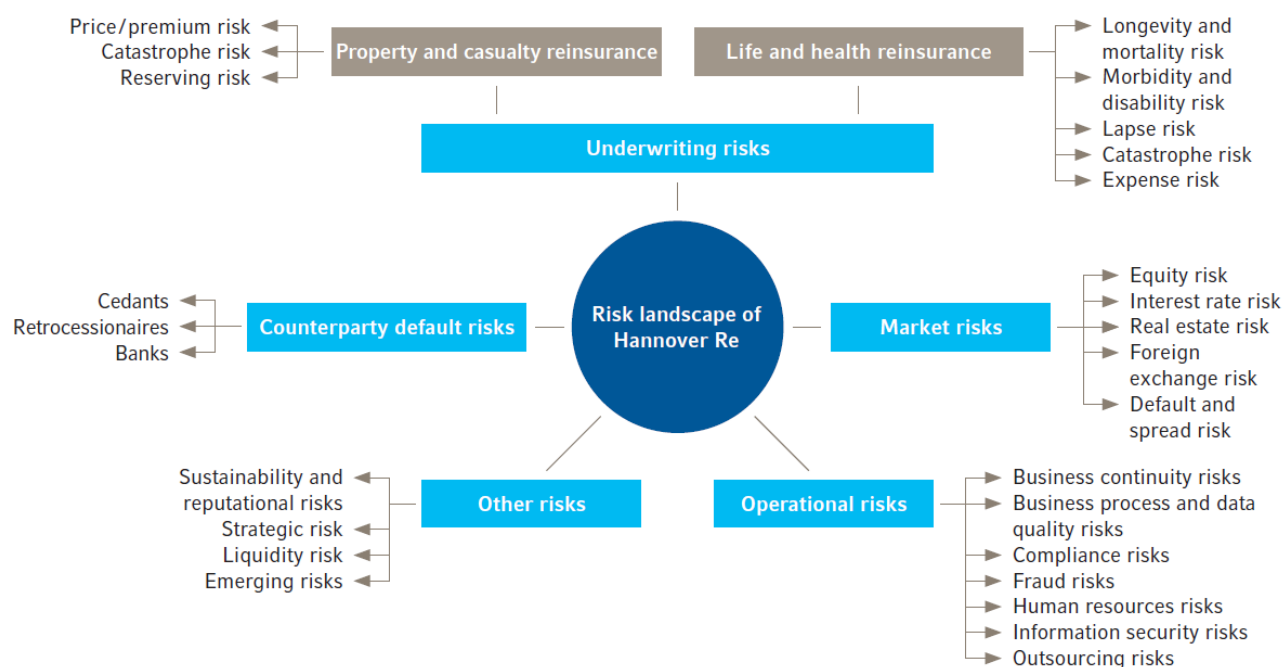 Price/premium risk
Catastrophe risk
Reserving risk
Property and casualty reinsurance
Life and health reinsurance
Longevity and
mortality risk
Morbidity and
disability risk
Lapse risk
Catastrophe risk
Expense risk
Underwriting risks
Cedants
Retrocessionaires
Banks
Counterparty default risks
Risk landscape of
Hannover Re
Market risks
Equity risk
Interest rate risk
Real estate risk
Foreign
exchange risk
Default and
spread risk
Sustainability and
reputational risks
Strategic risk
Liquidity risk
Emerging risks
Other risks
Operational risks
Business continuity risks
Business process and data
quality risks
Compliance risks
Fraud risks
Human resources risks
Information security risks
Outsourcing risks